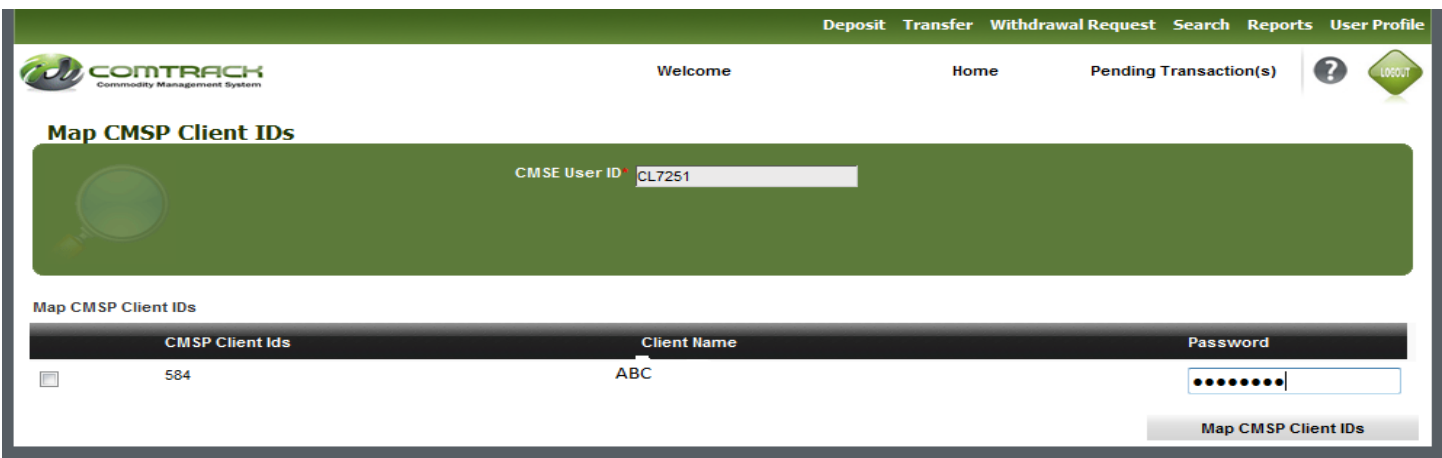 Deposit Transfer Withdrawal Request Search Reports User Profile
COMTRACK
Commodity Management System
Welcome Home Pending Transaction(s) ? LOGOUT
Map CMSP Client IDs
CMSE User ID* CL7251
Map CMSP Client IDs
CMSP Client Ids Client Name Password
584 ABC ●●●●●●●●
Map CMSP Client IDs